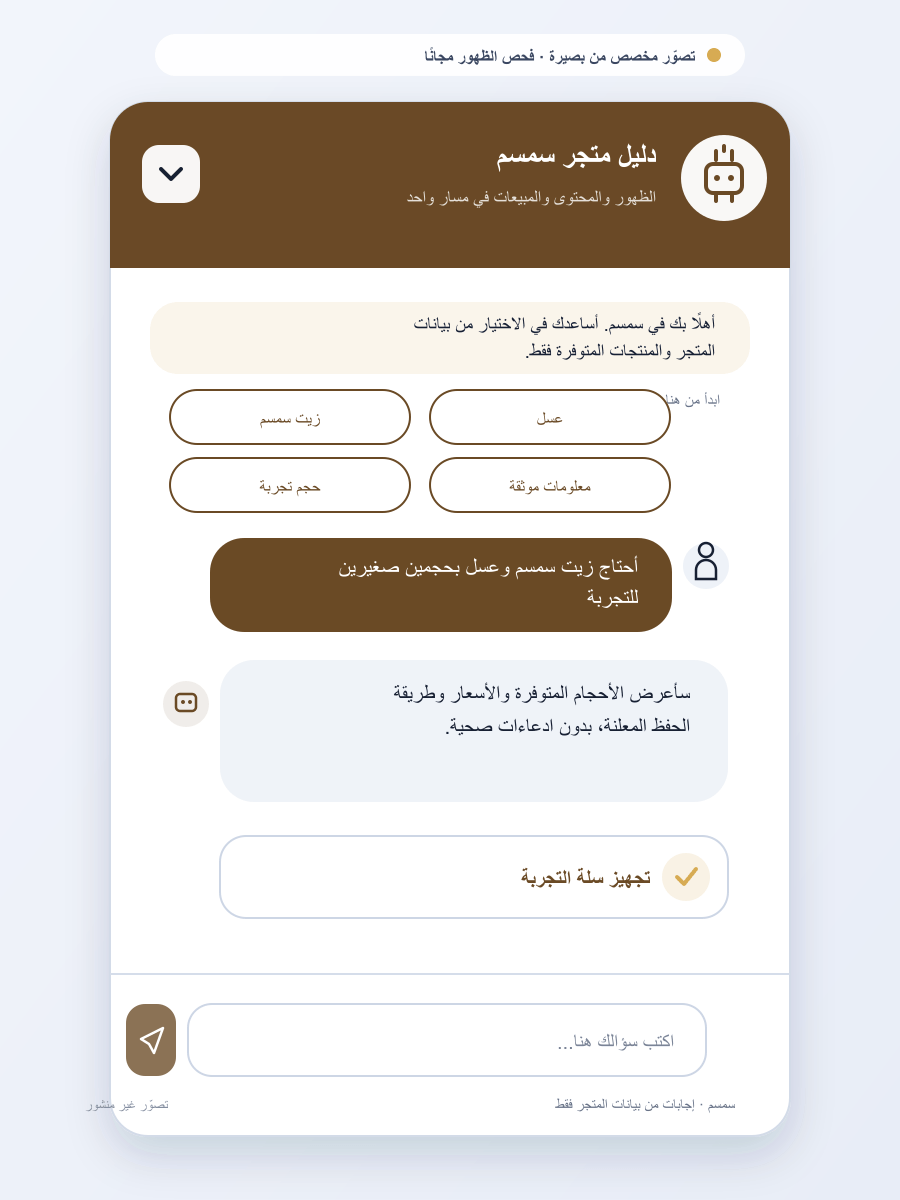 تصوّر مخصص من بصيرة · فحص الظهور مجانًا
دليل متجر سمسم
الظهور والمحتوى والمبيعات في مسار واحد
أهلًا بك في سمسم. أساعدك في الاختيار من بيانات
المتجر والمنتجات المتوفرة فقط.
ابدأ من هنا
عسل
زيت سمسم
معلومات موثقة
حجم تجربة
أحتاج زيت سمسم وعسل بحجمين صغيرين
للتجربة
سأعرض الأحجام المتوفرة والأسعار وطريقة
الحفظ المعلنة، بدون ادعاءات صحية.
تجهيز سلة التجربة
اكتب سؤالك هنا...
سمسم · إجابات من بيانات المتجر فقط
تصوّر غير منشور